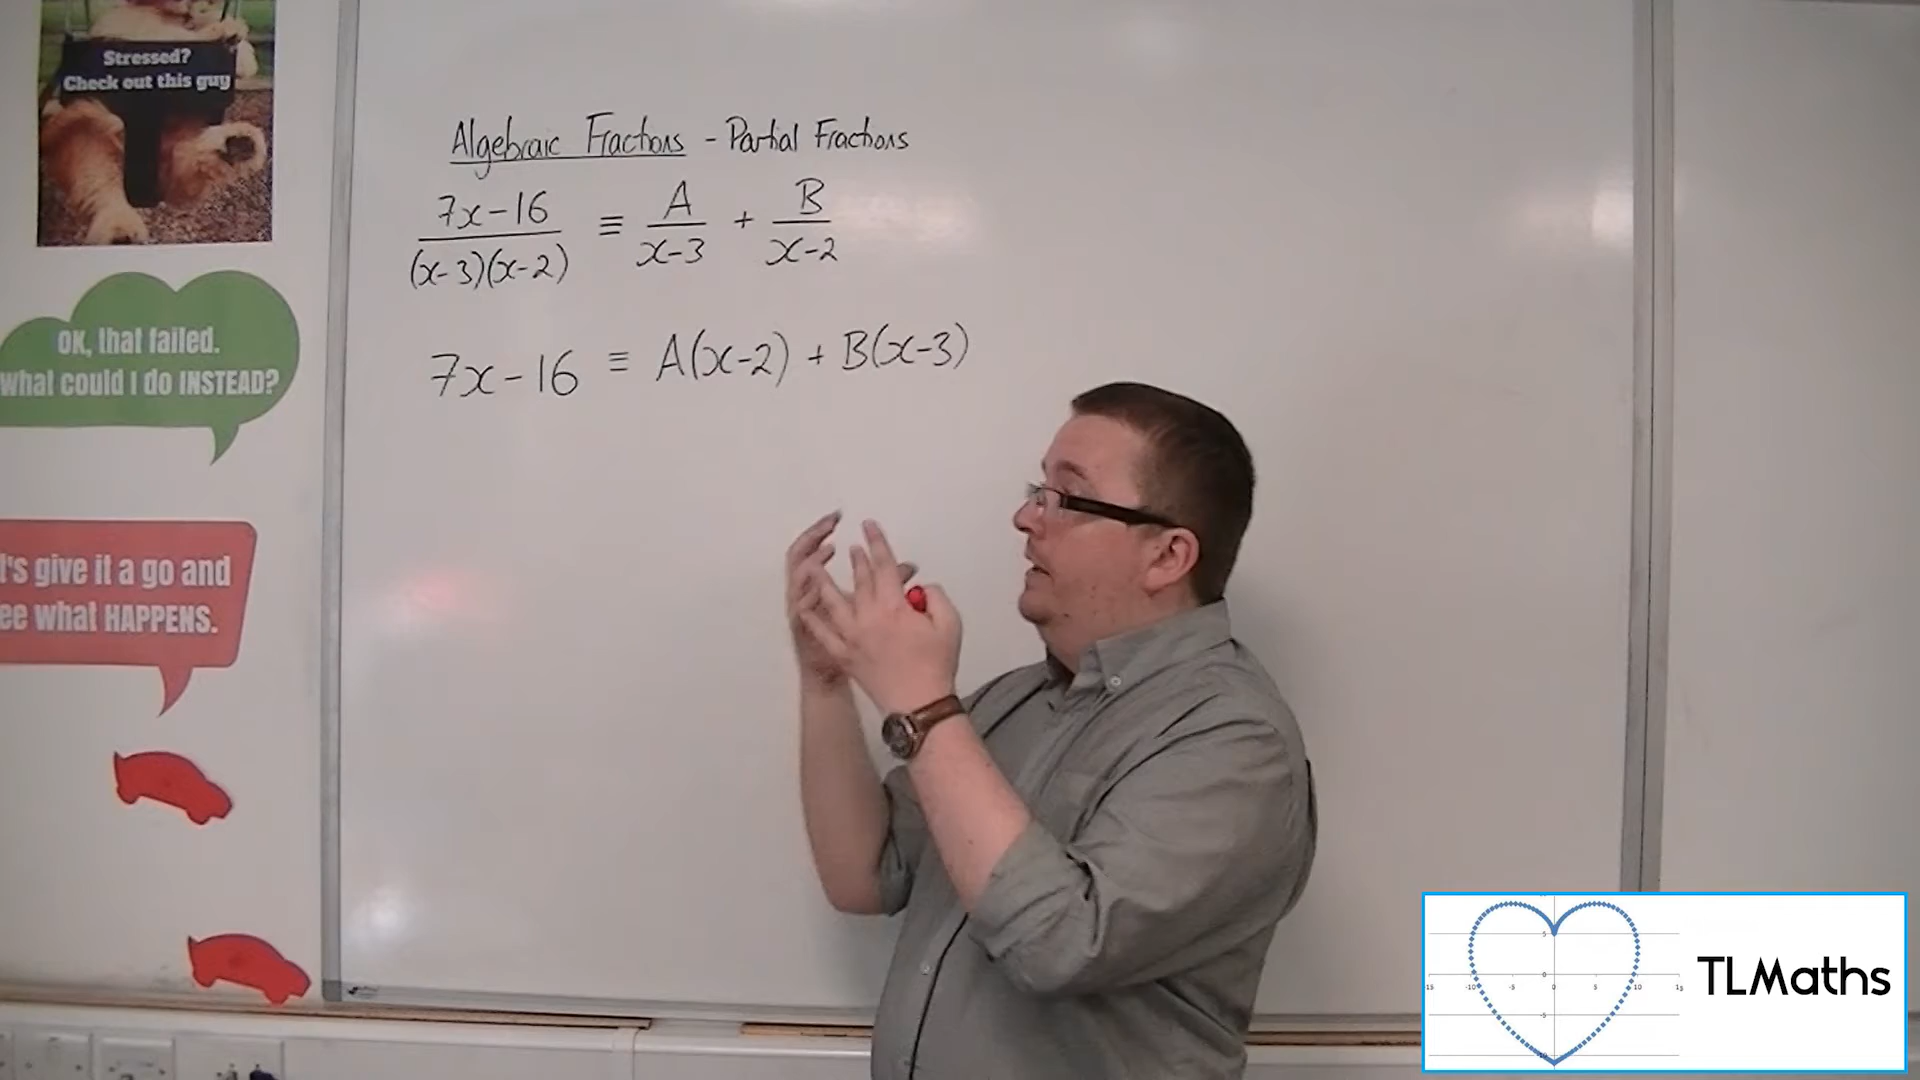 Stressed?
Check out this guy
Algebraic Fractions - Partial Fractions
7x-16 / (x-3)(x-2) ≡ A / x-3 + B / x-2
7x-16 ≡ A(x-2) + B(x-3)
OK, that failed.
what could I do INSTEAD?
give it a go and
what HAPPENS.
TLMaths